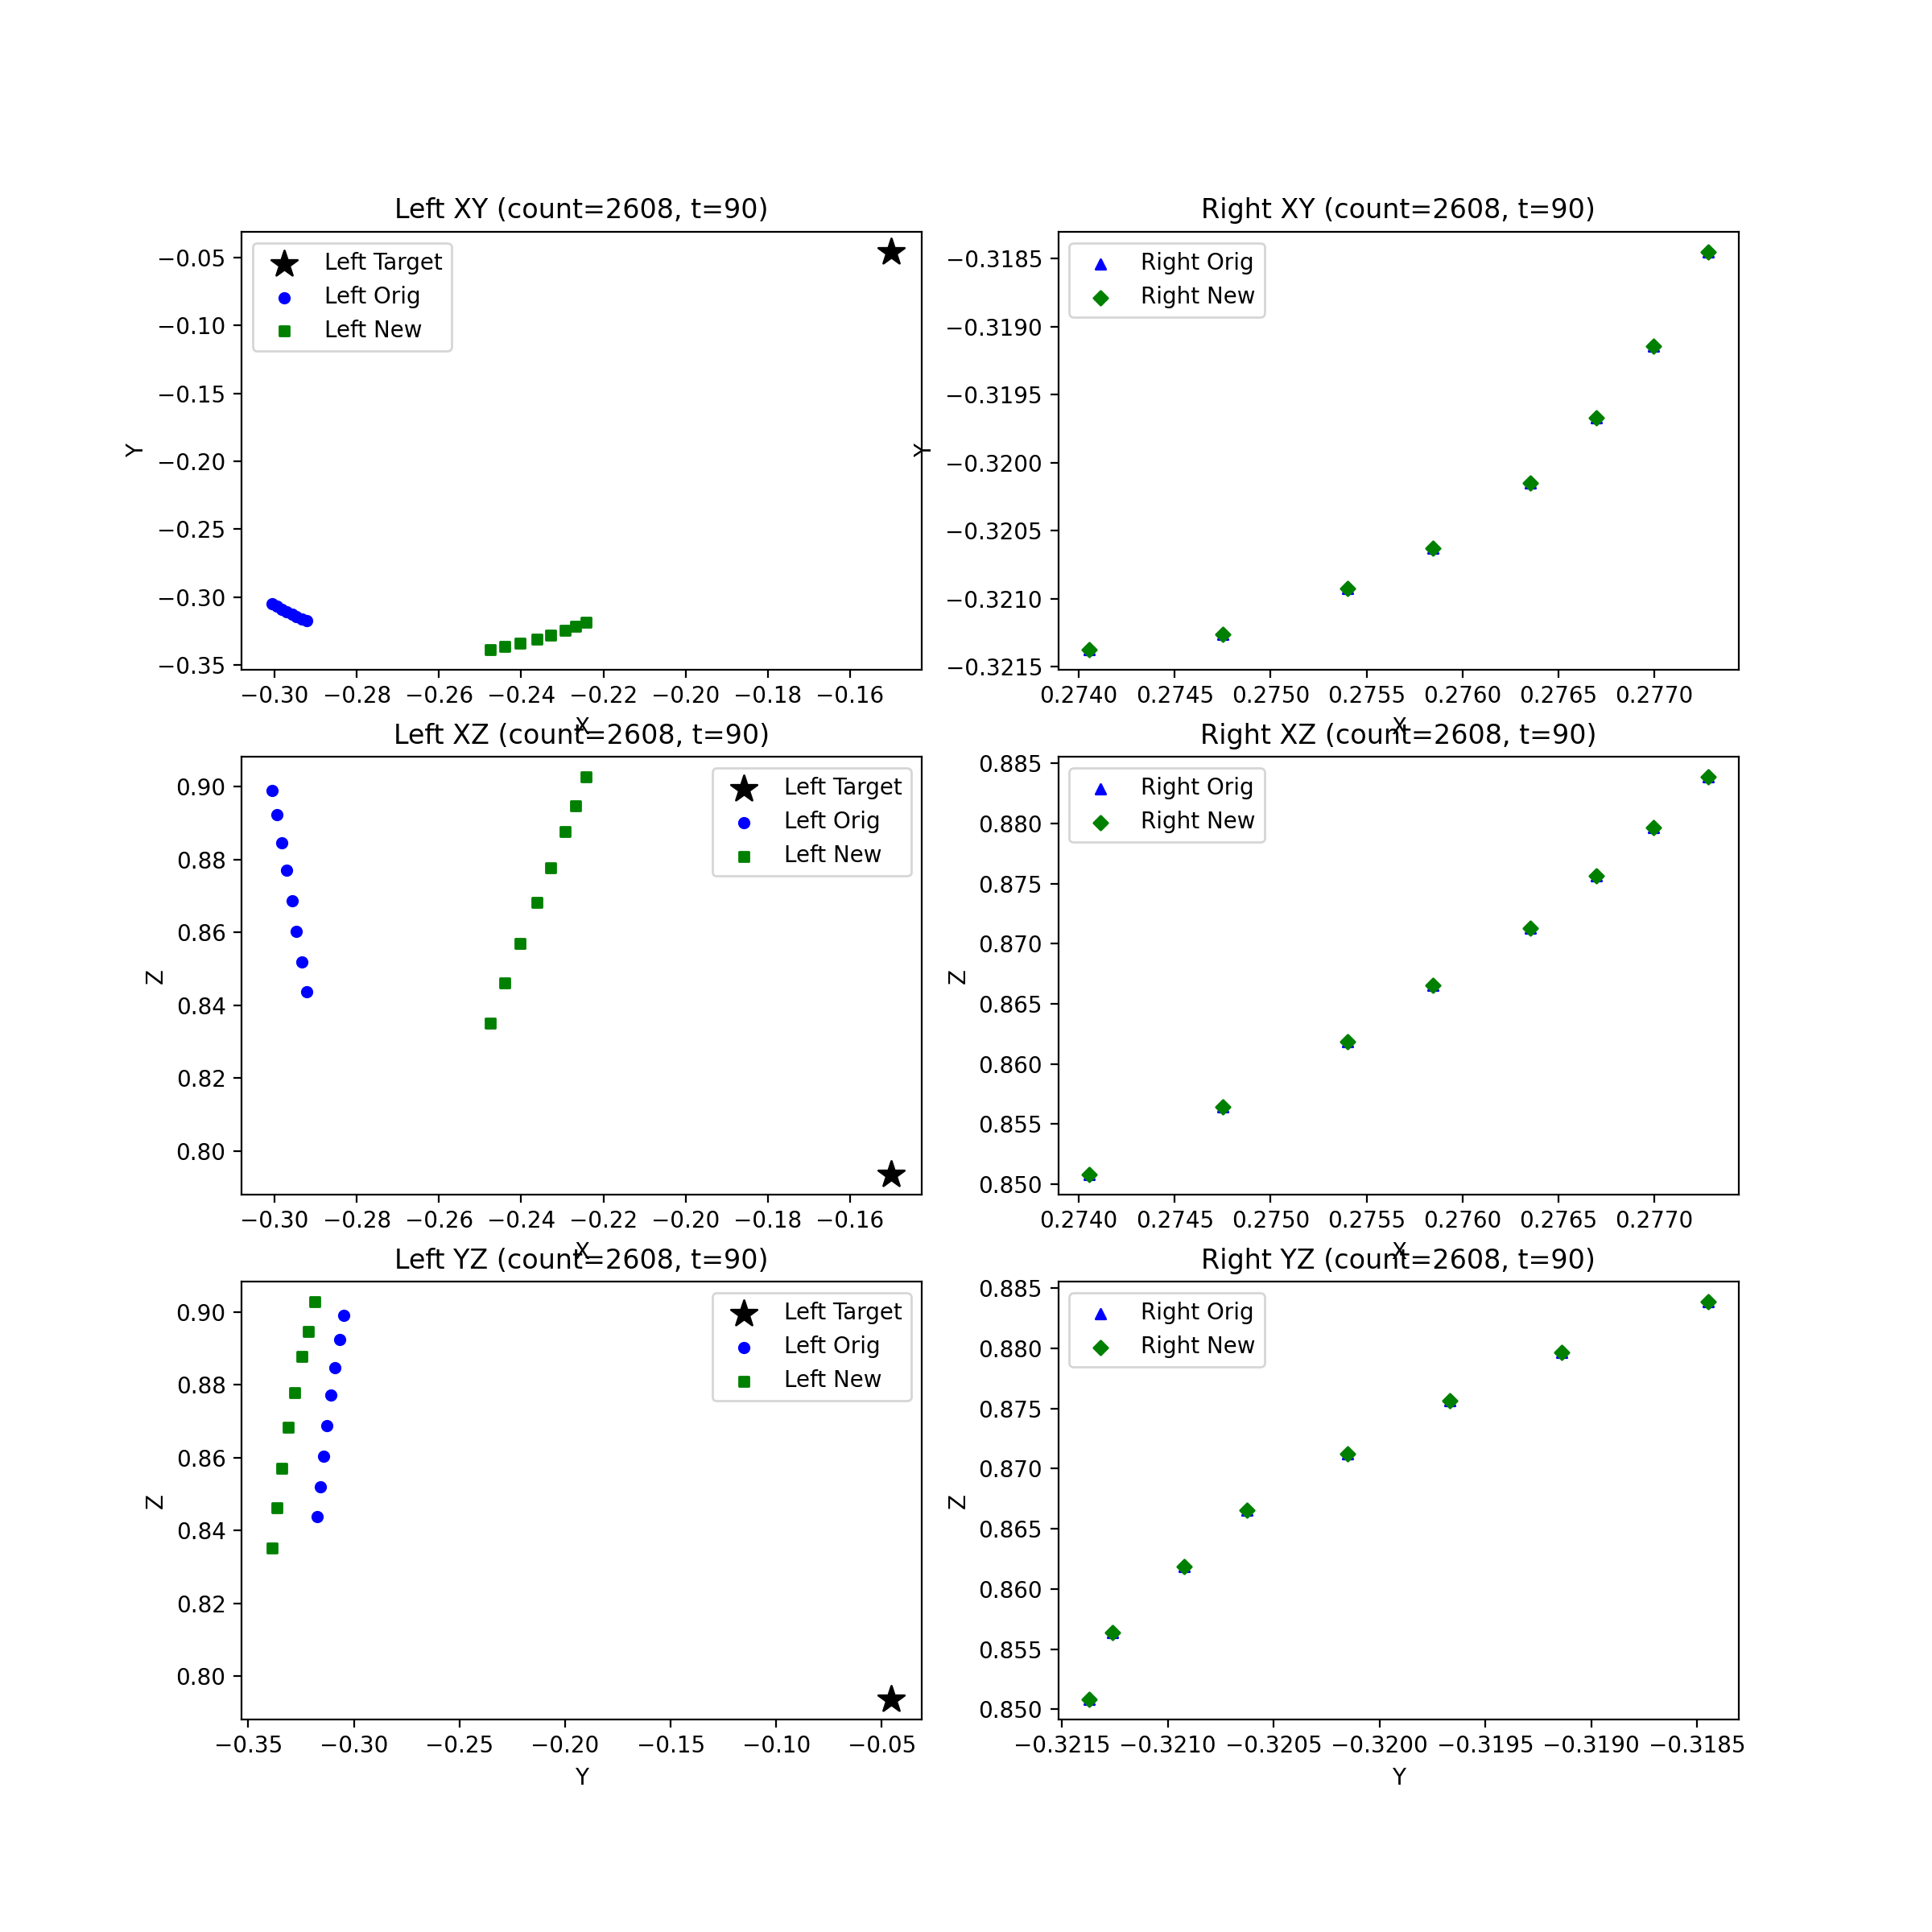 Left XY (count=2608, t=90)
Left Target
Left Orig
Left New
−0.05
−0.10
−0.15
−0.20
−0.25
−0.30
−0.35
Y
−0.30 −0.28 −0.26 −0.24 −0.22 −0.20 −0.18 −0.16
X
Right XY (count=2608, t=90)
Right Orig
Right New
−0.3185
−0.3190
−0.3195
−0.3200
−0.3205
−0.3210
−0.3215
Y
0.2740 0.2745 0.2750 0.2755 0.2760 0.2765 0.2770
X
Left XZ (count=2608, t=90)
Left Target
Left Orig
Left New
0.90
0.88
0.86
0.84
0.82
0.80
Z
−0.30 −0.28 −0.26 −0.24 −0.22 −0.20 −0.18 −0.16
X
Right XZ (count=2608, t=90)
Right Orig
Right New
0.885
0.880
0.875
0.870
0.865
0.860
0.855
0.850
Z
0.2740 0.2745 0.2750 0.2755 0.2760 0.2765 0.2770
X
Left YZ (count=2608, t=90)
Left Target
Left Orig
Left New
0.90
0.88
0.86
0.84
0.82
0.80
Z
−0.35 −0.30 −0.25 −0.20 −0.15 −0.10 −0.05
Y
Right YZ (count=2608, t=90)
Right Orig
Right New
0.885
0.880
0.875
0.870
0.865
0.860
0.855
0.850
Z
−0.3215 −0.3210 −0.3205 −0.3200 −0.3195 −0.3190 −0.3185
Y